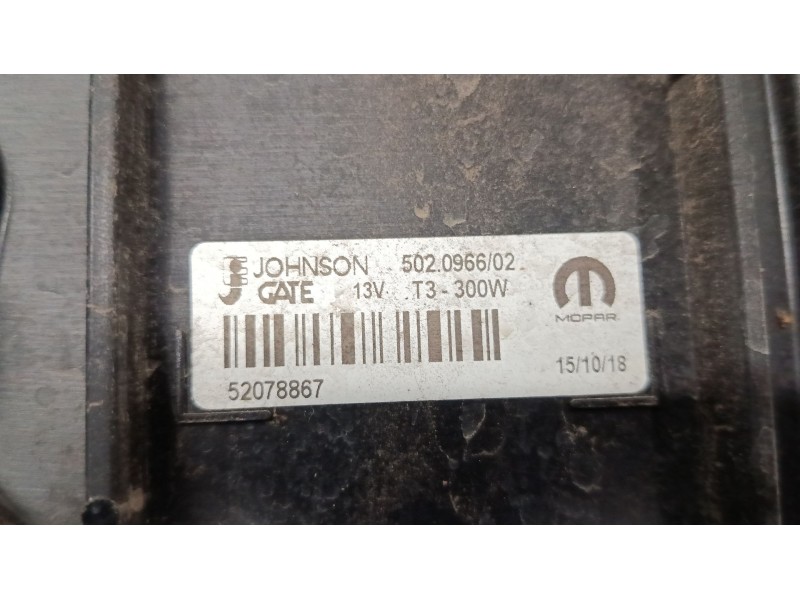 JOHNSON 502.0966/02
GATE 13V T3-300W
MOPAR
15/10/18
52078867